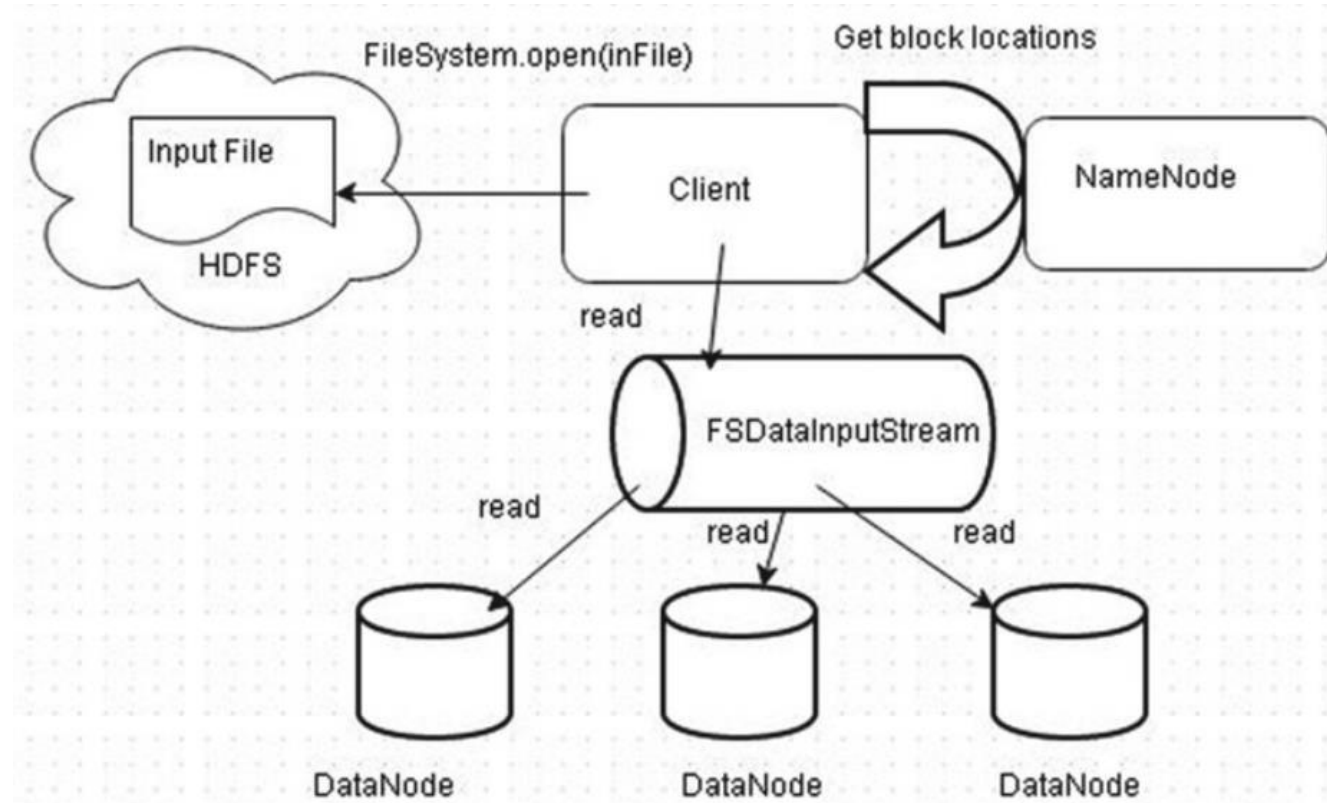 Get block locations
FileSystem.open(inFile)
Input File
Client
NameNode
HDFS
read
FSDataInputStream
read
read
read
DataNode
DataNode
DataNode